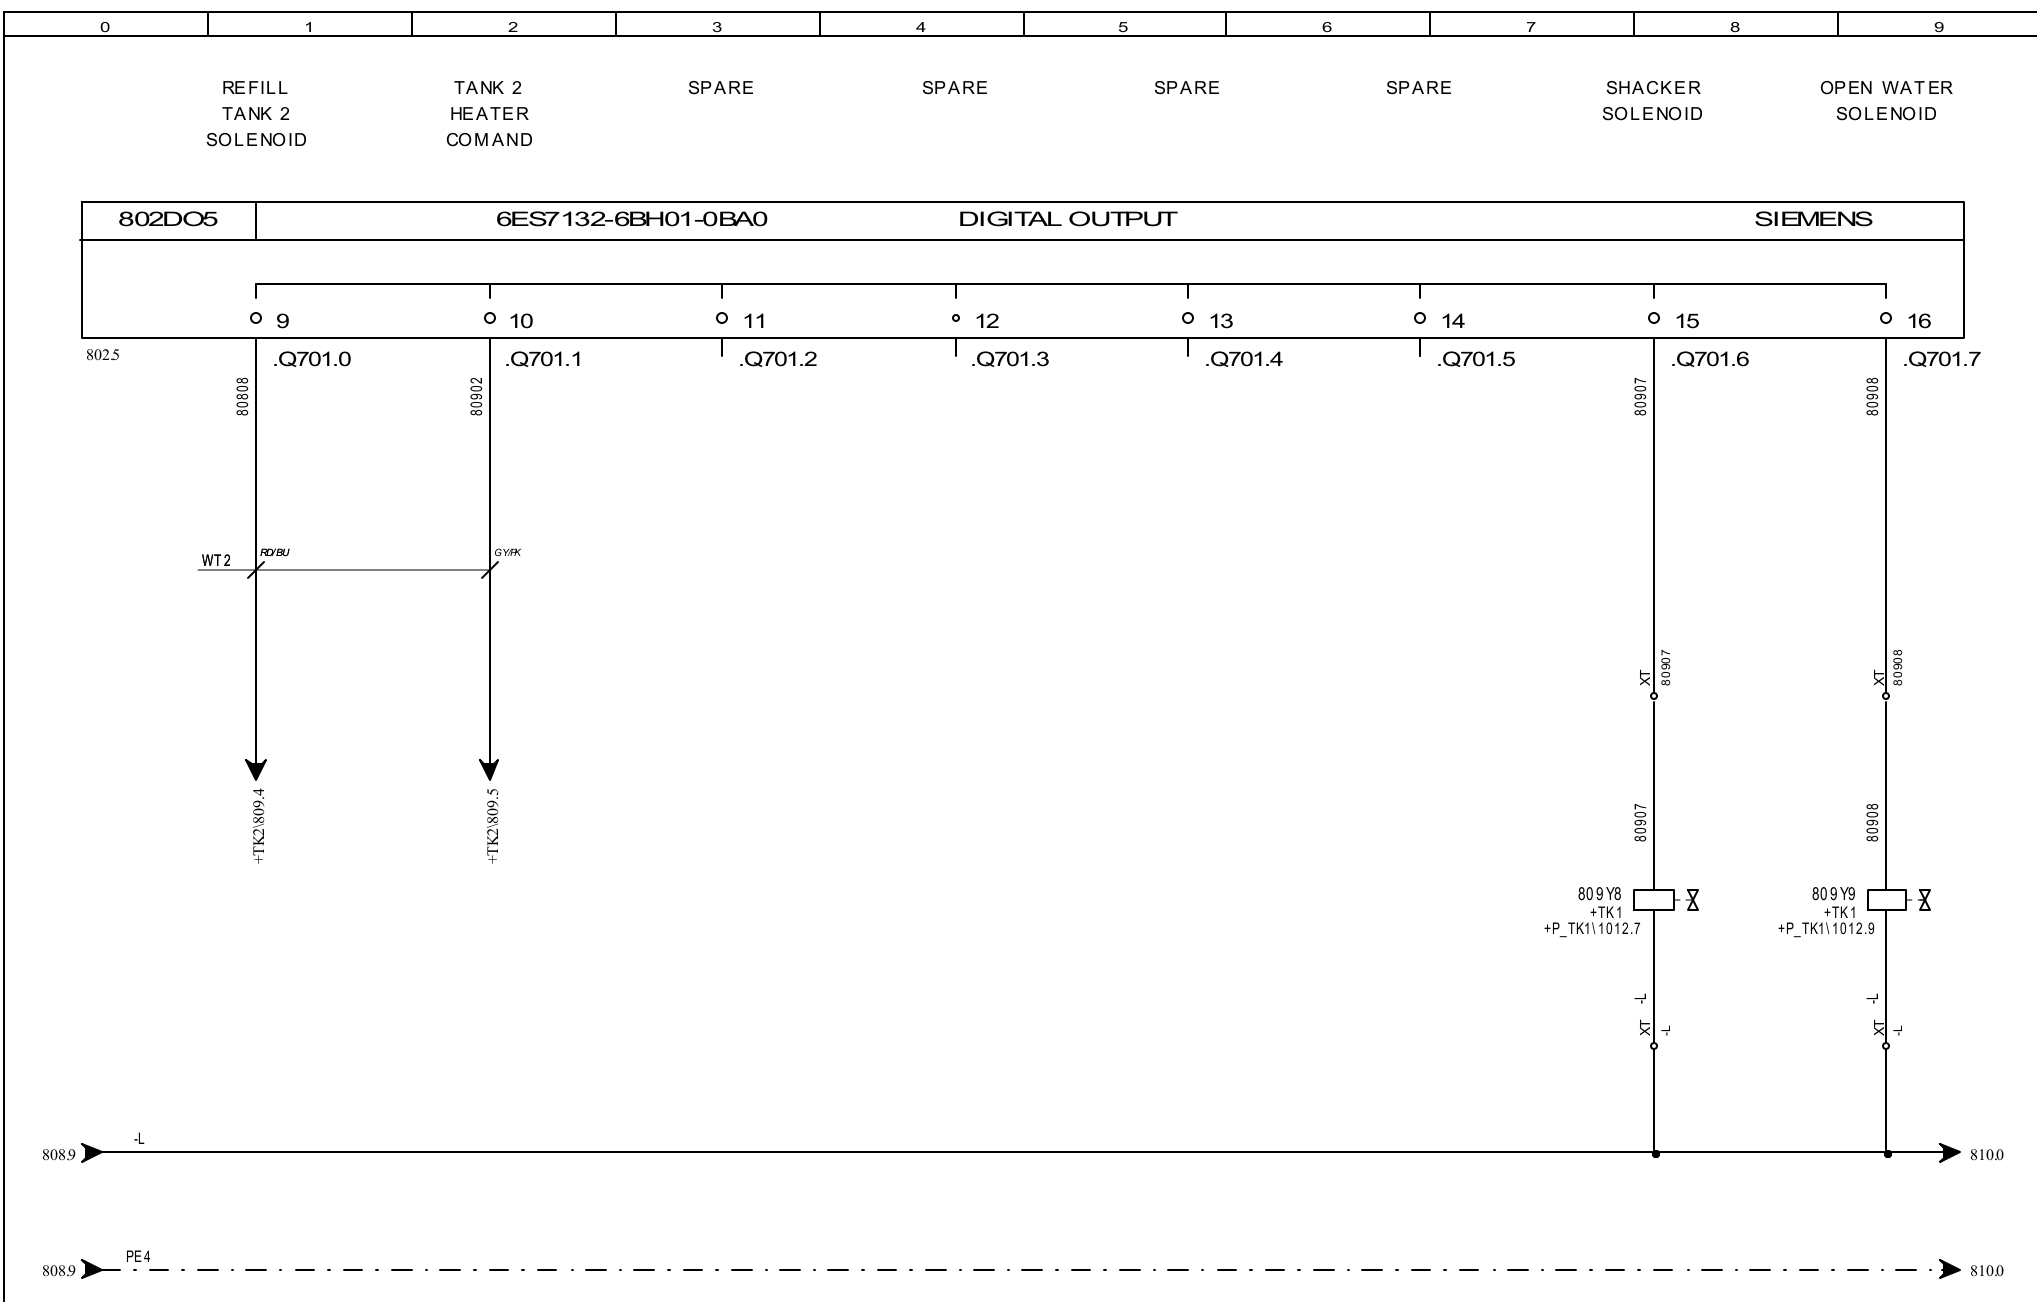 0 1 2 3 4 5 6 7 8 9
REFILL
TANK 2
SOLENOID
TANK 2
HEATER
COMAND
SPARE
SPARE
SPARE
SPARE
SHACKER
SOLENOID
OPEN WATER
SOLENOID
802DO5 6ES7132-6BH01-0BA0 DIGITAL OUTPUT SIEMENS
9 10 11 12 13 14 15 16
802.5
.Q701.0 .Q701.1 .Q701.2 .Q701.3 .Q701.4 .Q701.5 .Q701.6 .Q701.7
80808 80902 80907 80908
WT2 RD/BU GY/PK
XT 80907 XT 80908
+TK2\809.4 +TK2\809.5
80907 80908
809Y8
+TK1
+P_TK1\1012.7
809Y9
+TK1
+P_TK1\1012.9
-L -L
XT -L XT -L
-L
808.9 810.0
PE4
808.9 810.0